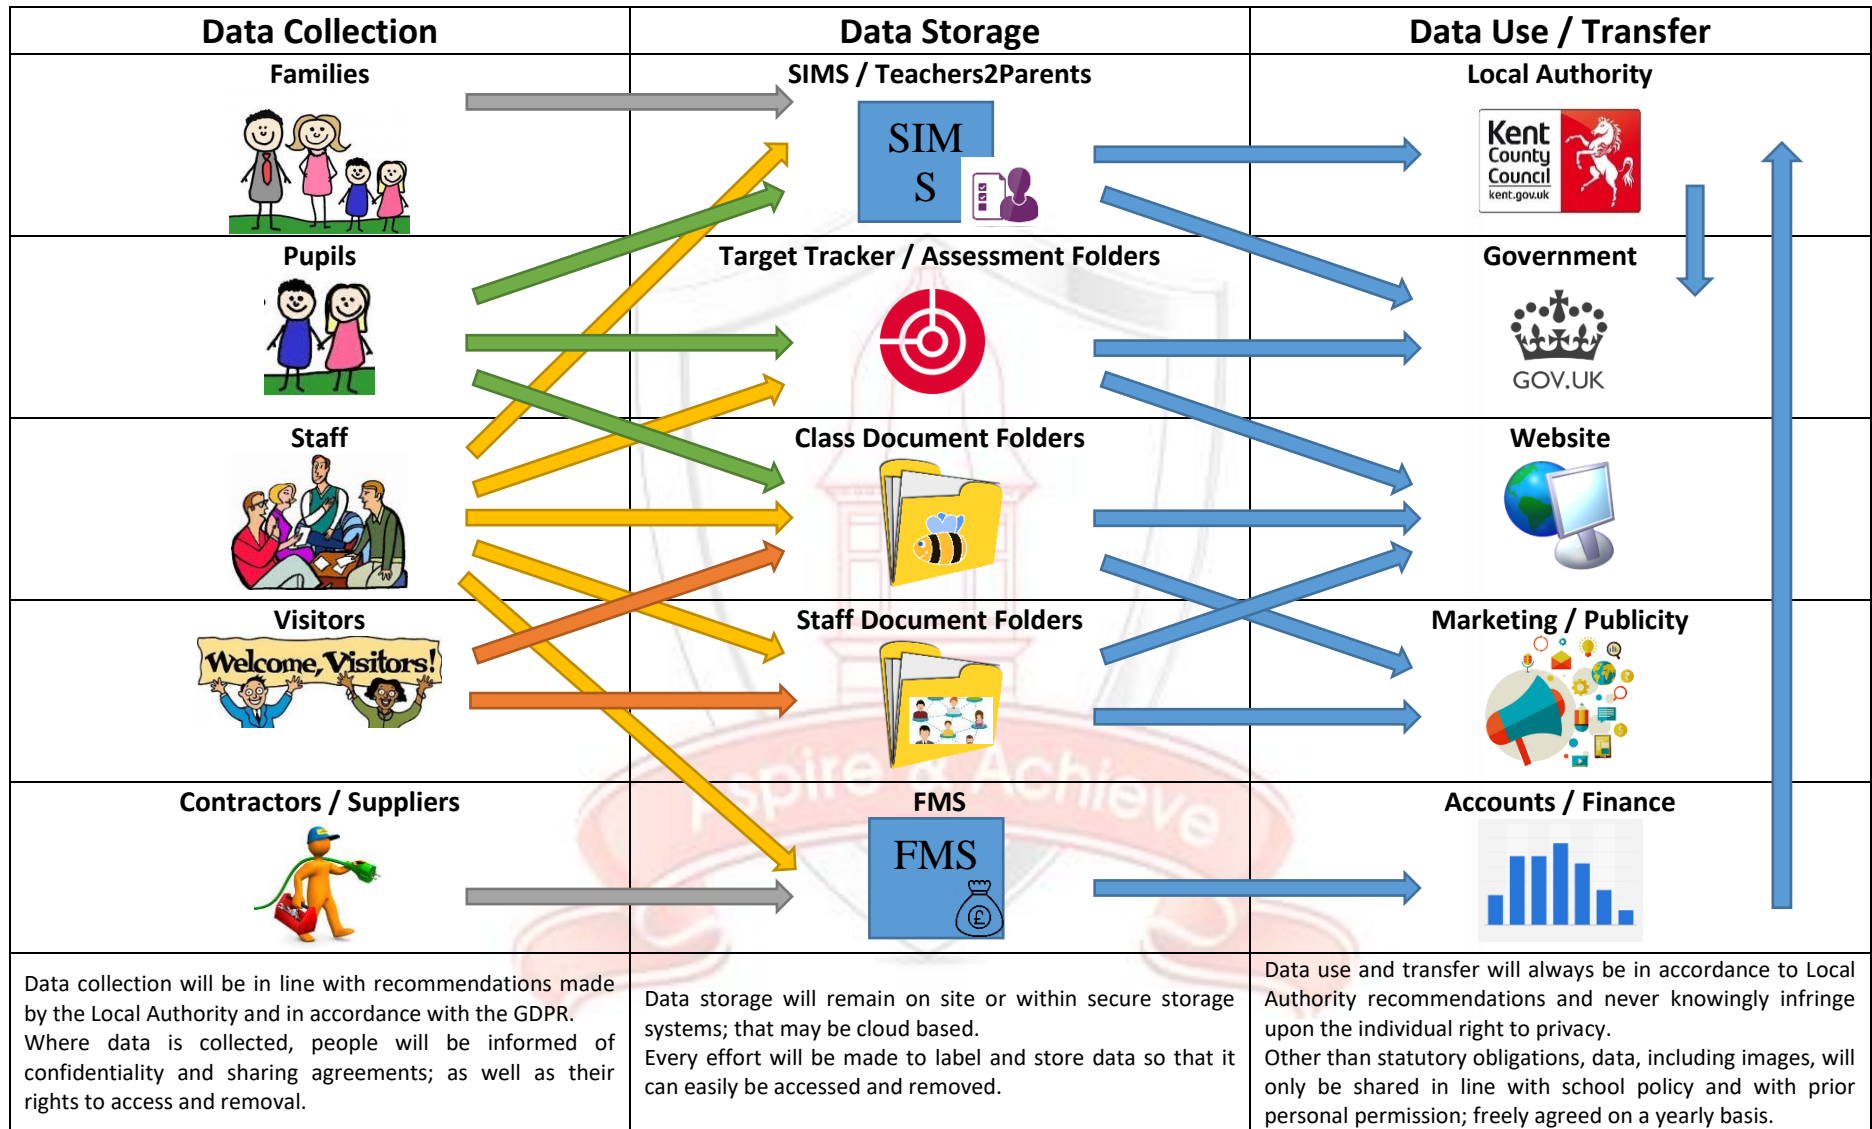 Data Collection
Data Storage
Data Use / Transfer
Families
SIMS / Teachers2Parents
Local Authority
SIM
S
Kent
County
Council
kent.gov.uk
Pupils
Target Tracker / Assessment Folders
Government
GOV.UK
Staff
Class Document Folders
Website
Visitors
Staff Document Folders
Marketing / Publicity
Welcome, Visitors!
Aspire & Achieve
Contractors / Suppliers
FMS
Accounts / Finance
FMS
£
Data collection will be in line with recommendations made
by the Local Authority and in accordance with the GDPR.
Where data is collected, people will be informed of
confidentiality and sharing agreements; as well as their
rights to access and removal.
Data storage will remain on site or within secure storage
systems; that may be cloud based.
Every effort will be made to label and store data so that it
can easily be accessed and removed.
Data use and transfer will always be in accordance to Local
Authority recommendations and never knowingly infringe
upon the individual right to privacy.
Other than statutory obligations, data, including images, will
only be shared in line with school policy and with prior
personal permission; freely agreed on a yearly basis.